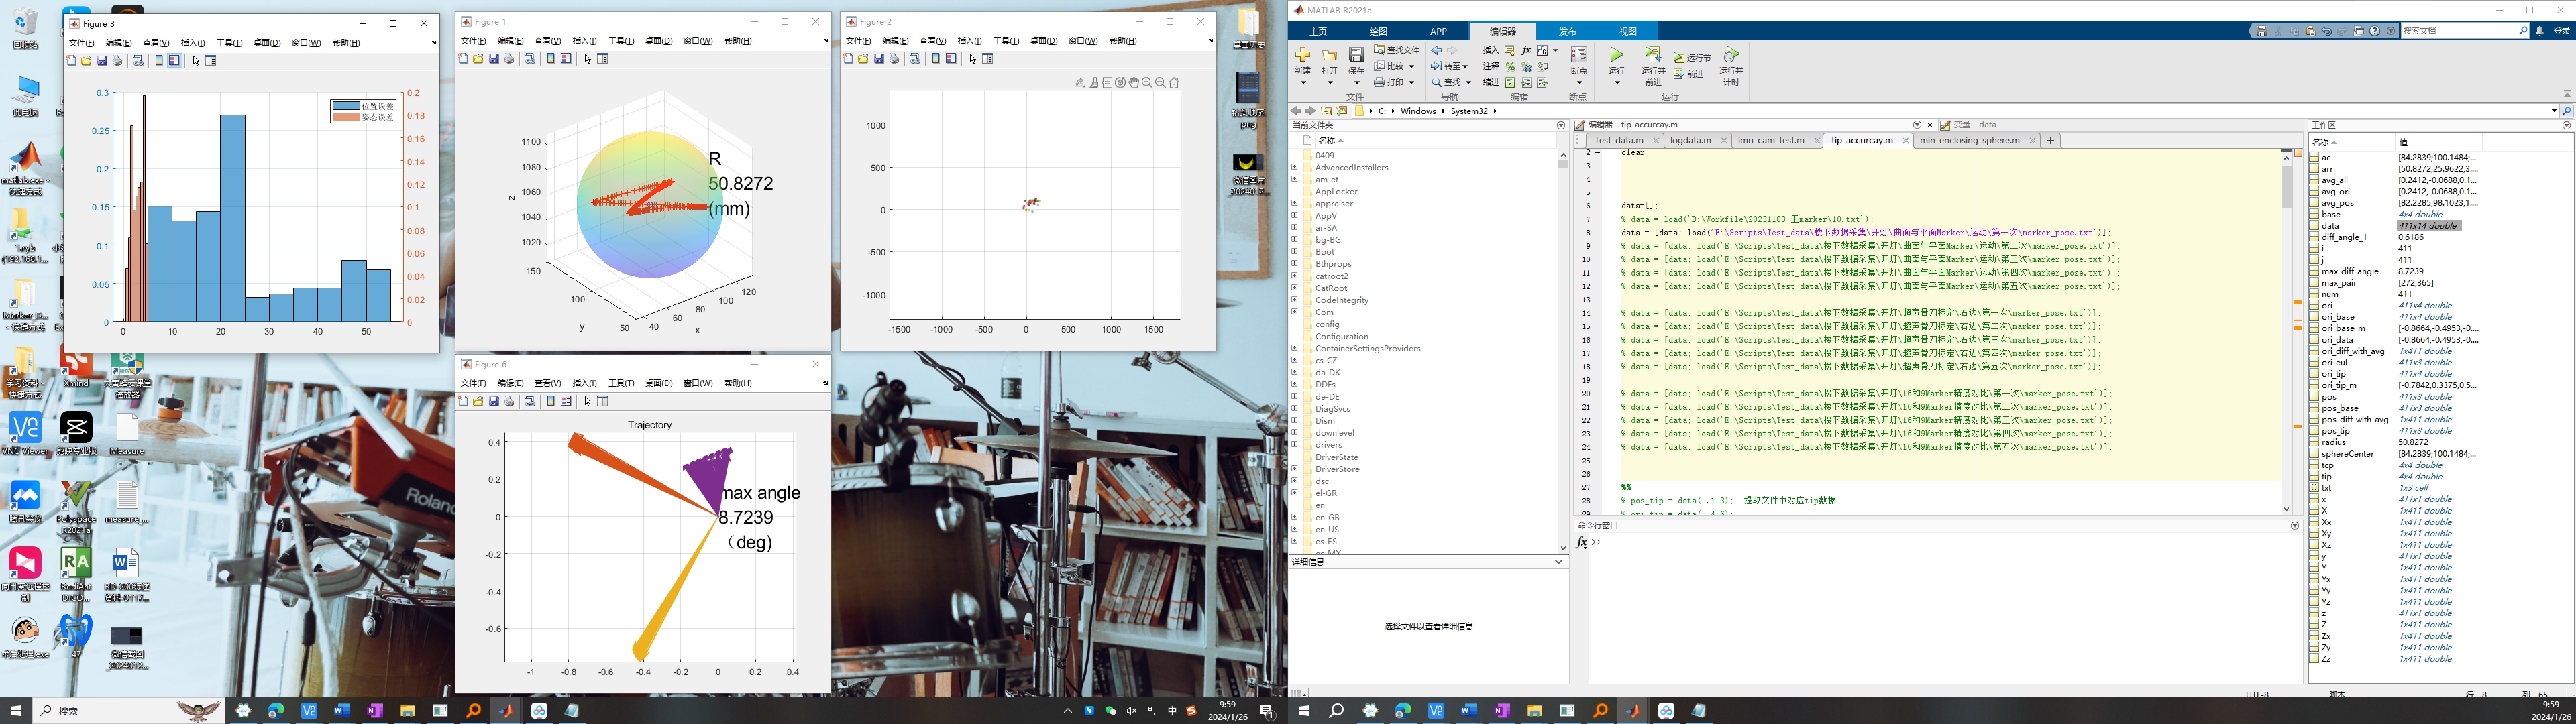 Figure 3
文件(F) 编辑(E) 查看(V) 插入(I) 工具(T) 桌面(D) 窗口(W) 帮助(H)
0.3
0.25
0.2
0.15
0.1
0.05
0
0.2
0.18
0.16
0.14
0.12
0.1
0.08
0.06
0.04
0.02
0
位置误差
姿态误差
0 10 20 30 40 50
Figure 1
文件(F) 编辑(E) 查看(V) 插入(I) 工具(T) 桌面(D) 窗口(W) 帮助(H)
1100
1080
1060
1040
1020
z
150
100
50
y
40 60 80 100 120
x
R
50.8272
(mm)
Figure 2
文件(F) 编辑(E) 查看(V) 插入(I) 工具(T) 桌面(D) 窗口(W) 帮助(H)
1000
500
0
-500
-1000
-1500 -1000 -500 0 500 1000 1500
Figure 6
文件(F) 编辑(E) 查看(V) 插入(I) 工具(T) 桌面(D) 窗口(W) 帮助(H)
Trajectory
0.4
0.2
0
-0.2
-0.4
-0.6
-1 -0.8 -0.6 -0.4 -0.2 0 0.2 0.4
max angle
8.7239
(deg)
回收站
此电脑
VNC Viewer
Xmind
Measure
腾讯会议
Polyspace R2021a
measure_...
RadiAnt DICO...
47
Roland
搜索
9:59
2024/1/26
MATLAB R2021a
主页 绘图 APP 编辑器 发布 视图
搜索文档
登录
新建 打开 保存 查找文件 比较 打印
转至 查找
插入 注释 缩进
断点
运行 运行并前进 运行节 前进 运行并计时
文件 导航 编辑 断点 运行
C: Windows System32
当前文件夹
名称
0409
AdvancedInstallers
am-et
AppLocker
appraiser
AppV
ar-SA
bg-BG
Boot
Bthprops
catroot2
CatRoot
CodeIntegrity
Com
config
Configuration
ContainerSettingsProviders
cs-CZ
da-DK
DDFs
de-DE
DiagSvcs
Dism
downlevel
drivers
DriverState
DriverStore
dsc
el-GR
en
en-GB
en-US
es-ES
es-MX
详细信息
选择文件以查看详细信息
编辑器 - tip_accurcay.m
变量 - data
Test_data.m logdata.m imu_cam_test.m tip_accurcay.m min_enclosing_sphere.m
2 clear
3
4
5
6 data=[];
7 % data = load('D:\Workfile\20231103 王marker\10.txt');
8 data = [data; load('E:\Scripts\Test_data\楼下数据采集\开灯\曲面与平面Marker\运动\第一次\marker_pose.txt')];
9 % data = [data; load('E:\Scripts\Test_data\楼下数据采集\开灯\曲面与平面Marker\运动\第二次\marker_pose.txt')];
10 % data = [data; load('E:\Scripts\Test_data\楼下数据采集\开灯\曲面与平面Marker\运动\第三次\marker_pose.txt')];
11 % data = [data; load('E:\Scripts\Test_data\楼下数据采集\开灯\曲面与平面Marker\运动\第四次\marker_pose.txt')];
12 % data = [data; load('E:\Scripts\Test_data\楼下数据采集\开灯\曲面与平面Marker\运动\第五次\marker_pose.txt')];
13
14 % data = [data; load('E:\Scripts\Test_data\楼下数据采集\开灯\超声骨刀标定\右边\第一次\marker_pose.txt')];
15 % data = [data; load('E:\Scripts\Test_data\楼下数据采集\开灯\超声骨刀标定\右边\第二次\marker_pose.txt')];
16 % data = [data; load('E:\Scripts\Test_data\楼下数据采集\开灯\超声骨刀标定\右边\第三次\marker_pose.txt')];
17 % data = [data; load('E:\Scripts\Test_data\楼下数据采集\开灯\超声骨刀标定\右边\第四次\marker_pose.txt')];
18 % data = [data; load('E:\Scripts\Test_data\楼下数据采集\开灯\超声骨刀标定\右边\第五次\marker_pose.txt')];
19
20 % data = [data; load('E:\Scripts\Test_data\楼下数据采集\开灯\16和9Marker精度对比\第一次\marker_pose.txt')];
21 % data = [data; load('E:\Scripts\Test_data\楼下数据采集\开灯\16和9Marker精度对比\第二次\marker_pose.txt')];
22 % data = [data; load('E:\Scripts\Test_data\楼下数据采集\开灯\16和9Marker精度对比\第三次\marker_pose.txt')];
23 % data = [data; load('E:\Scripts\Test_data\楼下数据采集\开灯\16和9Marker精度对比\第四次\marker_pose.txt')];
24 % data = [data; load('E:\Scripts\Test_data\楼下数据采集\开灯\16和9Marker精度对比\第五次\marker_pose.txt')];
25
26
27 %%
28 % pos_tip = data(:,1:3); 提取文件中对应tip数据
29 % ori_tip = data(:,4:6);
命令行窗口
fx >>
工作区
名称 值
ac [84.2839;100.1484;...
arr [50.8272,25.9622,3....
avg_all [0.2412,-0.0688,0.1...
avg_ori [0.2412,-0.0688,0.1...
avg_pos [82.2285,98.1023,1....
base 4x4 double
data 411x14 double
diff_angle_1 0.6186
i 411
j 411
max_diff_angle 8.7239
max_pair [272,365]
num 411
ori 411x4 double
ori_base 411x4 double
ori_base_m [-0.8664,-0.4953,-0....
ori_data [-0.8664,-0.4953,-0....
ori_diff_with_avg 1x411 double
ori_eul 411x3 double
ori_tip 411x4 double
ori_tip_m [-0.7842,0.3375,0.5...
pos 411x3 double
pos_base 411x3 double
pos_diff_with_avg 1x411 double
pos_tip 411x3 double
radius 50.8272
sphereCenter [84.2839;100.1484;...
tcp 4x4 double
tip 4x4 double
txt 1x3 cell
x 411x1 double
X 1x411 double
Xx 1x411 double
Xy 1x411 double
Xz 1x411 double
y 411x1 double
Y 1x411 double
Yx 1x411 double
Yy 1x411 double
Yz 1x411 double
z 411x1 double
Z 1x411 double
Zx 1x411 double
Zy 1x411 double
Zz 1x411 double
UTF-8 脚本 行 8 列 65
9:59
2024/1/26